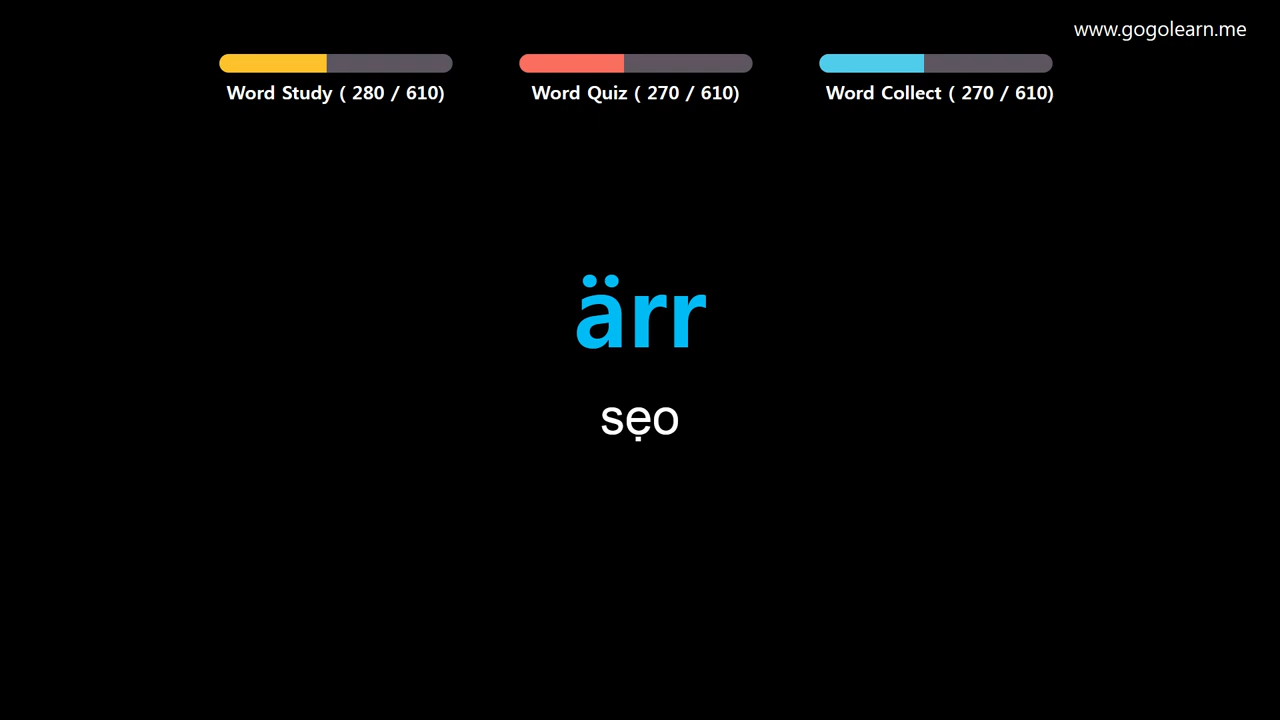 www.gogolearn.me
Word Study ( 280 / 610)
Word Quiz ( 270 / 610)
Word Collect ( 270 / 610)
ärr
sẹo